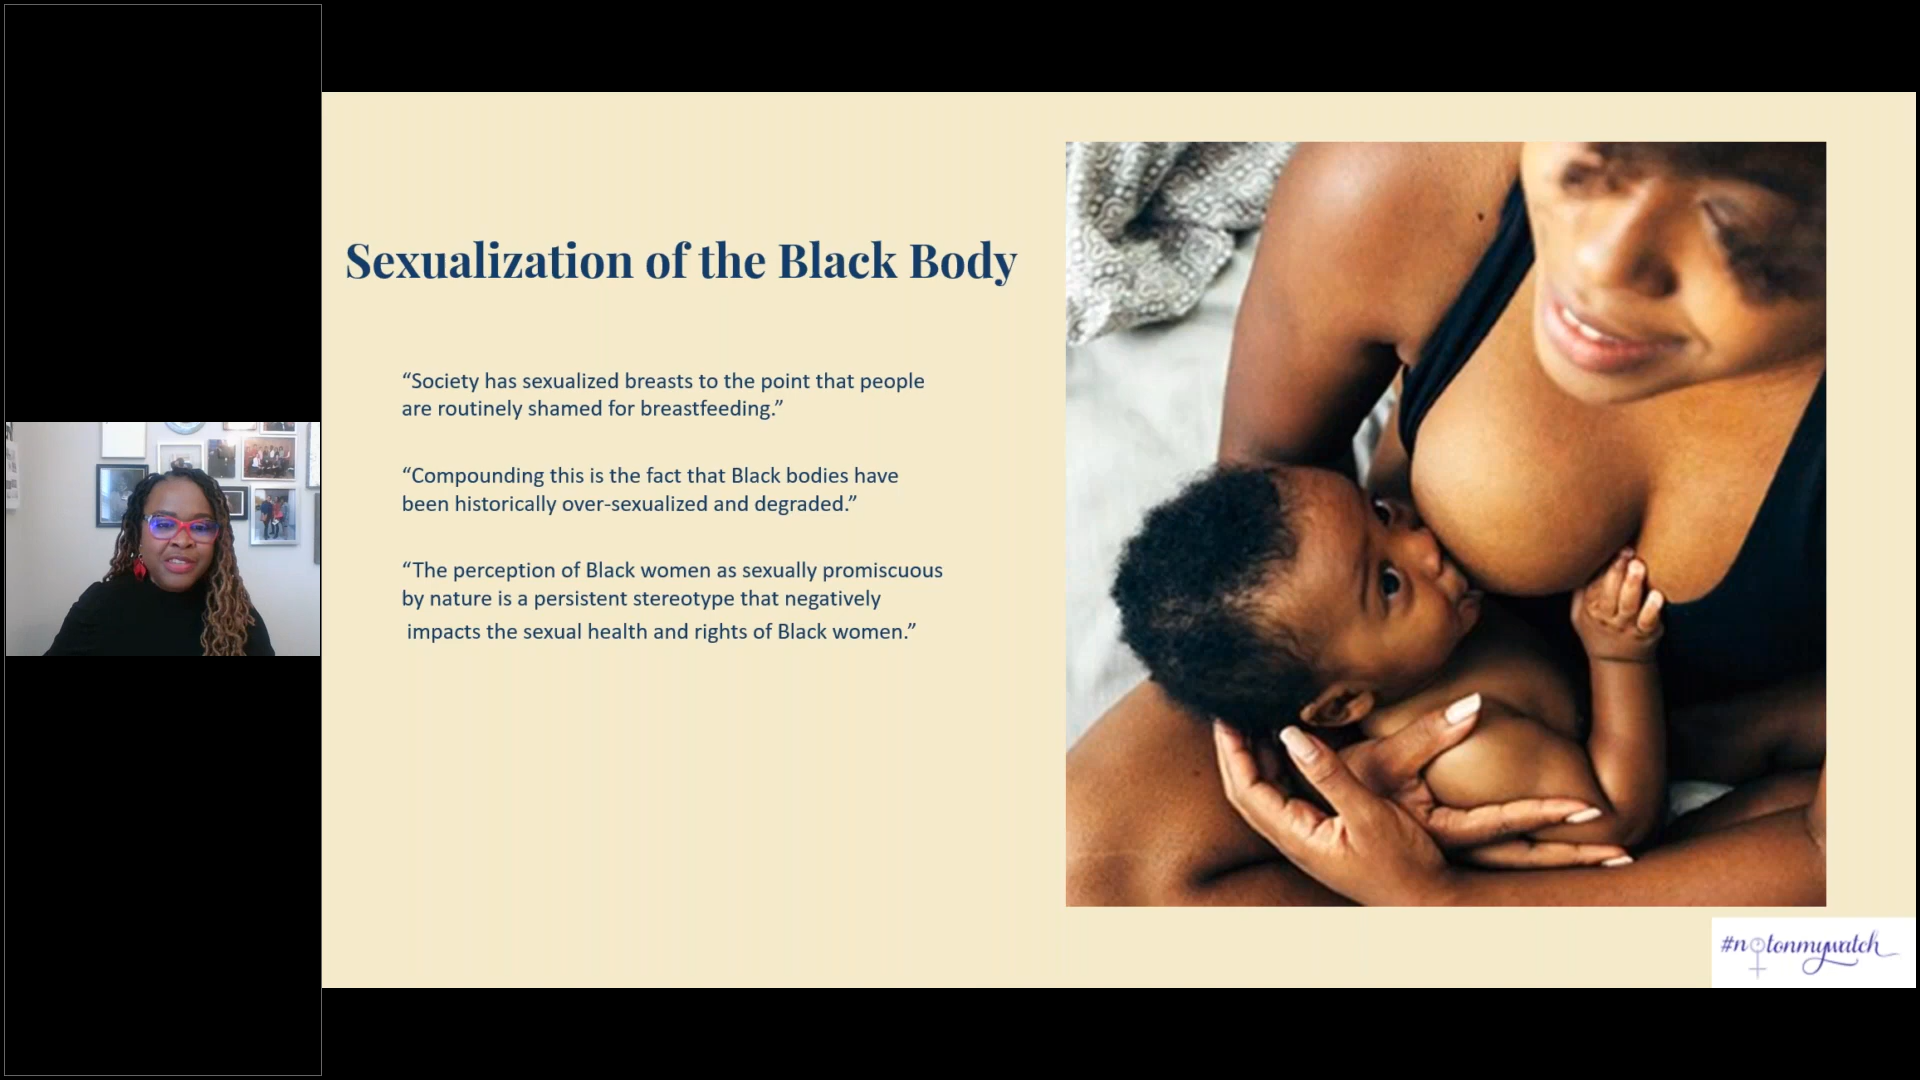 Sexualization of the Black Body
“Society has sexualized breasts to the point that people
are routinely shamed for breastfeeding.”
“Compounding this is the fact that Black bodies have
been historically over-sexualized and degraded.”
“The perception of Black women as sexually promiscuous
by nature is a persistent stereotype that negatively
impacts the sexual health and rights of Black women.”
#notonmywatch